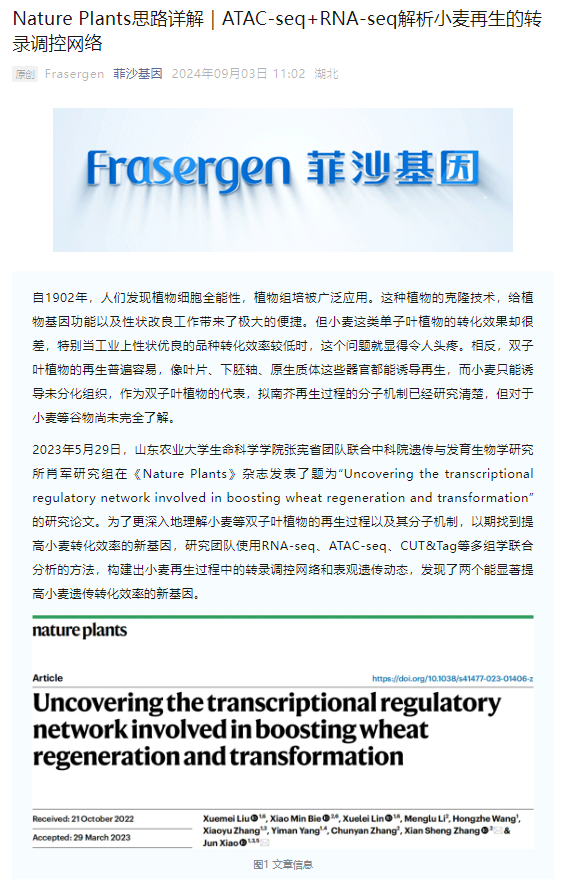 Nature Plants思路详解｜ATAC-seq+RNA-seq解析小麦再生的转
录调控网络
原创 Frasergen 菲沙基因 2024年09月03日 11:02 湖北
Frasergen 菲沙基因
自1902年，人们发现植物细胞全能性，植物组培被广泛应用。这种植物的克隆技术，给植
物基因功能以及性状改良工作带来了极大的便捷。但小麦这类单子叶植物的转化效果却很
差，特别当工业上性状优良的品种转化效率较低时，这个问题就显得令人头疼。相反，双子
叶植物的再生普遍容易，像叶片、下胚轴、原生质体这些器官都能诱导再生，而小麦只能诱
导未分化组织，作为双子叶植物的代表，拟南芥再生过程的分子机制已经研究清楚，但对于
小麦等谷物尚未完全了解。
2023年5月29日，山东农业大学生命科学学院张宪省团队联合中科院遗传与发育生物学研究
所肖军研究组在《Nature Plants》杂志发表了题为“Uncovering the transcriptional
regulatory network involved in boosting wheat regeneration and transformation”
的研究论文。为了更深入地理解小麦等双子叶植物的再生过程以及其分子机制，以期找到提
高小麦转化效率的新基因，研究团队使用RNA-seq、ATAC-seq、CUT&Tag等多组学联合
分析的方法，构建出小麦再生过程中的转录调控网络和表观遗传动态，发现了两个能显著提
高小麦遗传转化效率的新基因。
nature plants
Article https://doi.org/10.1038/s41477-023-01406-z
Uncovering the transcriptional regulatory
network involved in boosting wheat
regeneration and transformation
Received: 21 October 2022
Accepted: 29 March 2023
Xuemei Liu 1,6, Xiao Min Bie 2,6, Xuelei Lin 1,6, Menglu Li2, Hongzhe Wang1,
Xiaoyu Zhang1,3, Yiman Yang1,4, Chunyan Zhang2, Xian Sheng Zhang 2 &
Jun Xiao 1,3,5
图1 文章信息